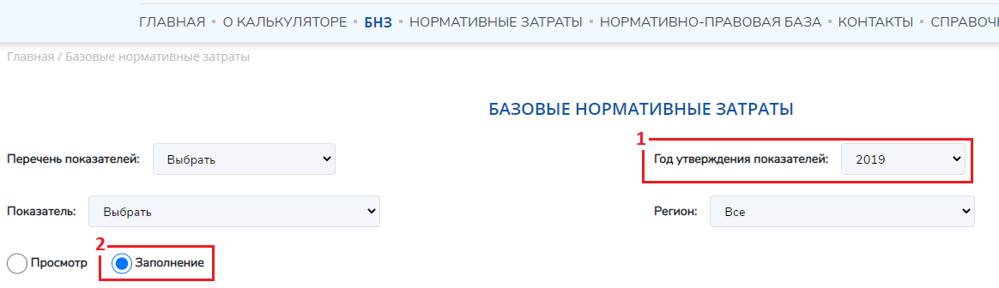 ГЛАВНАЯ О КАЛЬКУЛЯТОРЕ БНЗ НОРМАТИВНЫЕ ЗАТРАТЫ НОРМАТИВНО-ПРАВОВАЯ БАЗА КОНТАКТЫ СПРАВОЧН
Главная / Базовые нормативные затраты
БАЗОВЫЕ НОРМАТИВНЫЕ ЗАТРАТЫ
1
Перечень показателей: Выбрать Год утверждения показателей: 2019
Показатель: Выбрать Регион: Все
2
Просмотр Заполнение